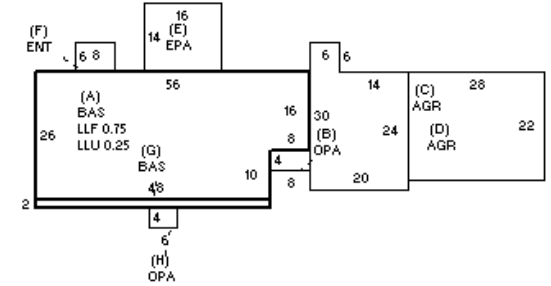 16
(F)
ENT
6 8
14
(E)
EPA
6
6
56
14
28
(A)
BAS
LLF 0.75
LLU 0.25
26
16
30
(C)
AGR
(D)
AGR
22
24
(B)
OPA
8
(G)
BAS
4
10
8
20
48
2
4
6
(H)
OPA